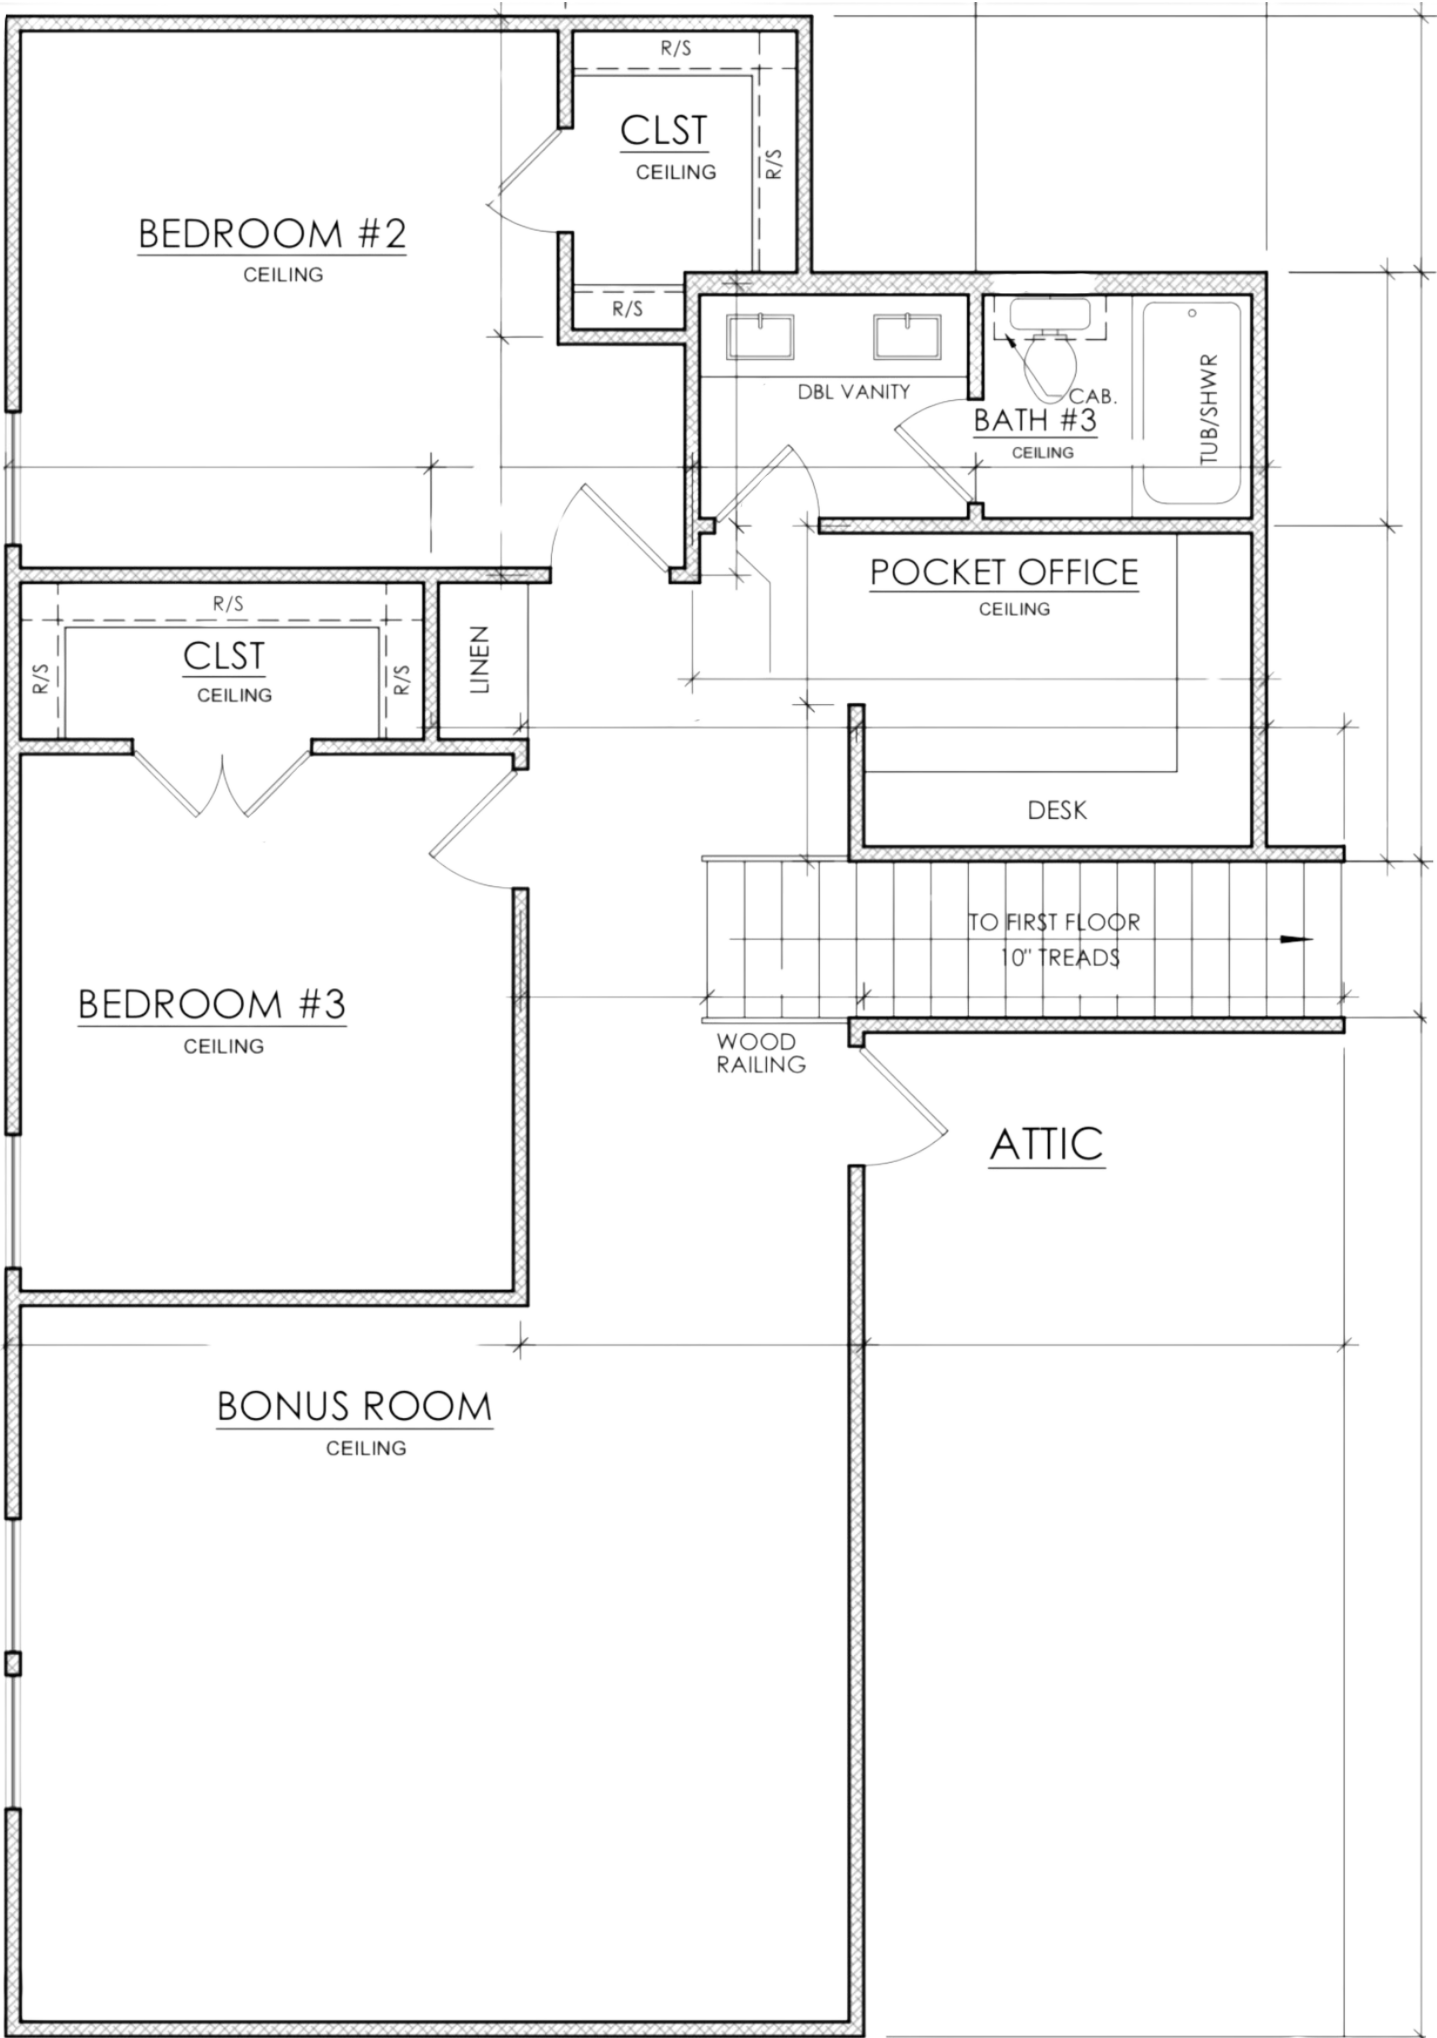 R/S
CLST
CEILING
R/S
BEDROOM #2
CEILING
R/S
DBL VANITY
CAB.
BATH #3
CEILING
TUB/SHWR
POCKET OFFICE
CEILING
R/S
CLST
CEILING
R/S
R/S
LINEN
DESK
TO FIRST FLOOR
10" TREADS
BEDROOM #3
CEILING
WOOD
RAILING
ATTIC
BONUS ROOM
CEILING